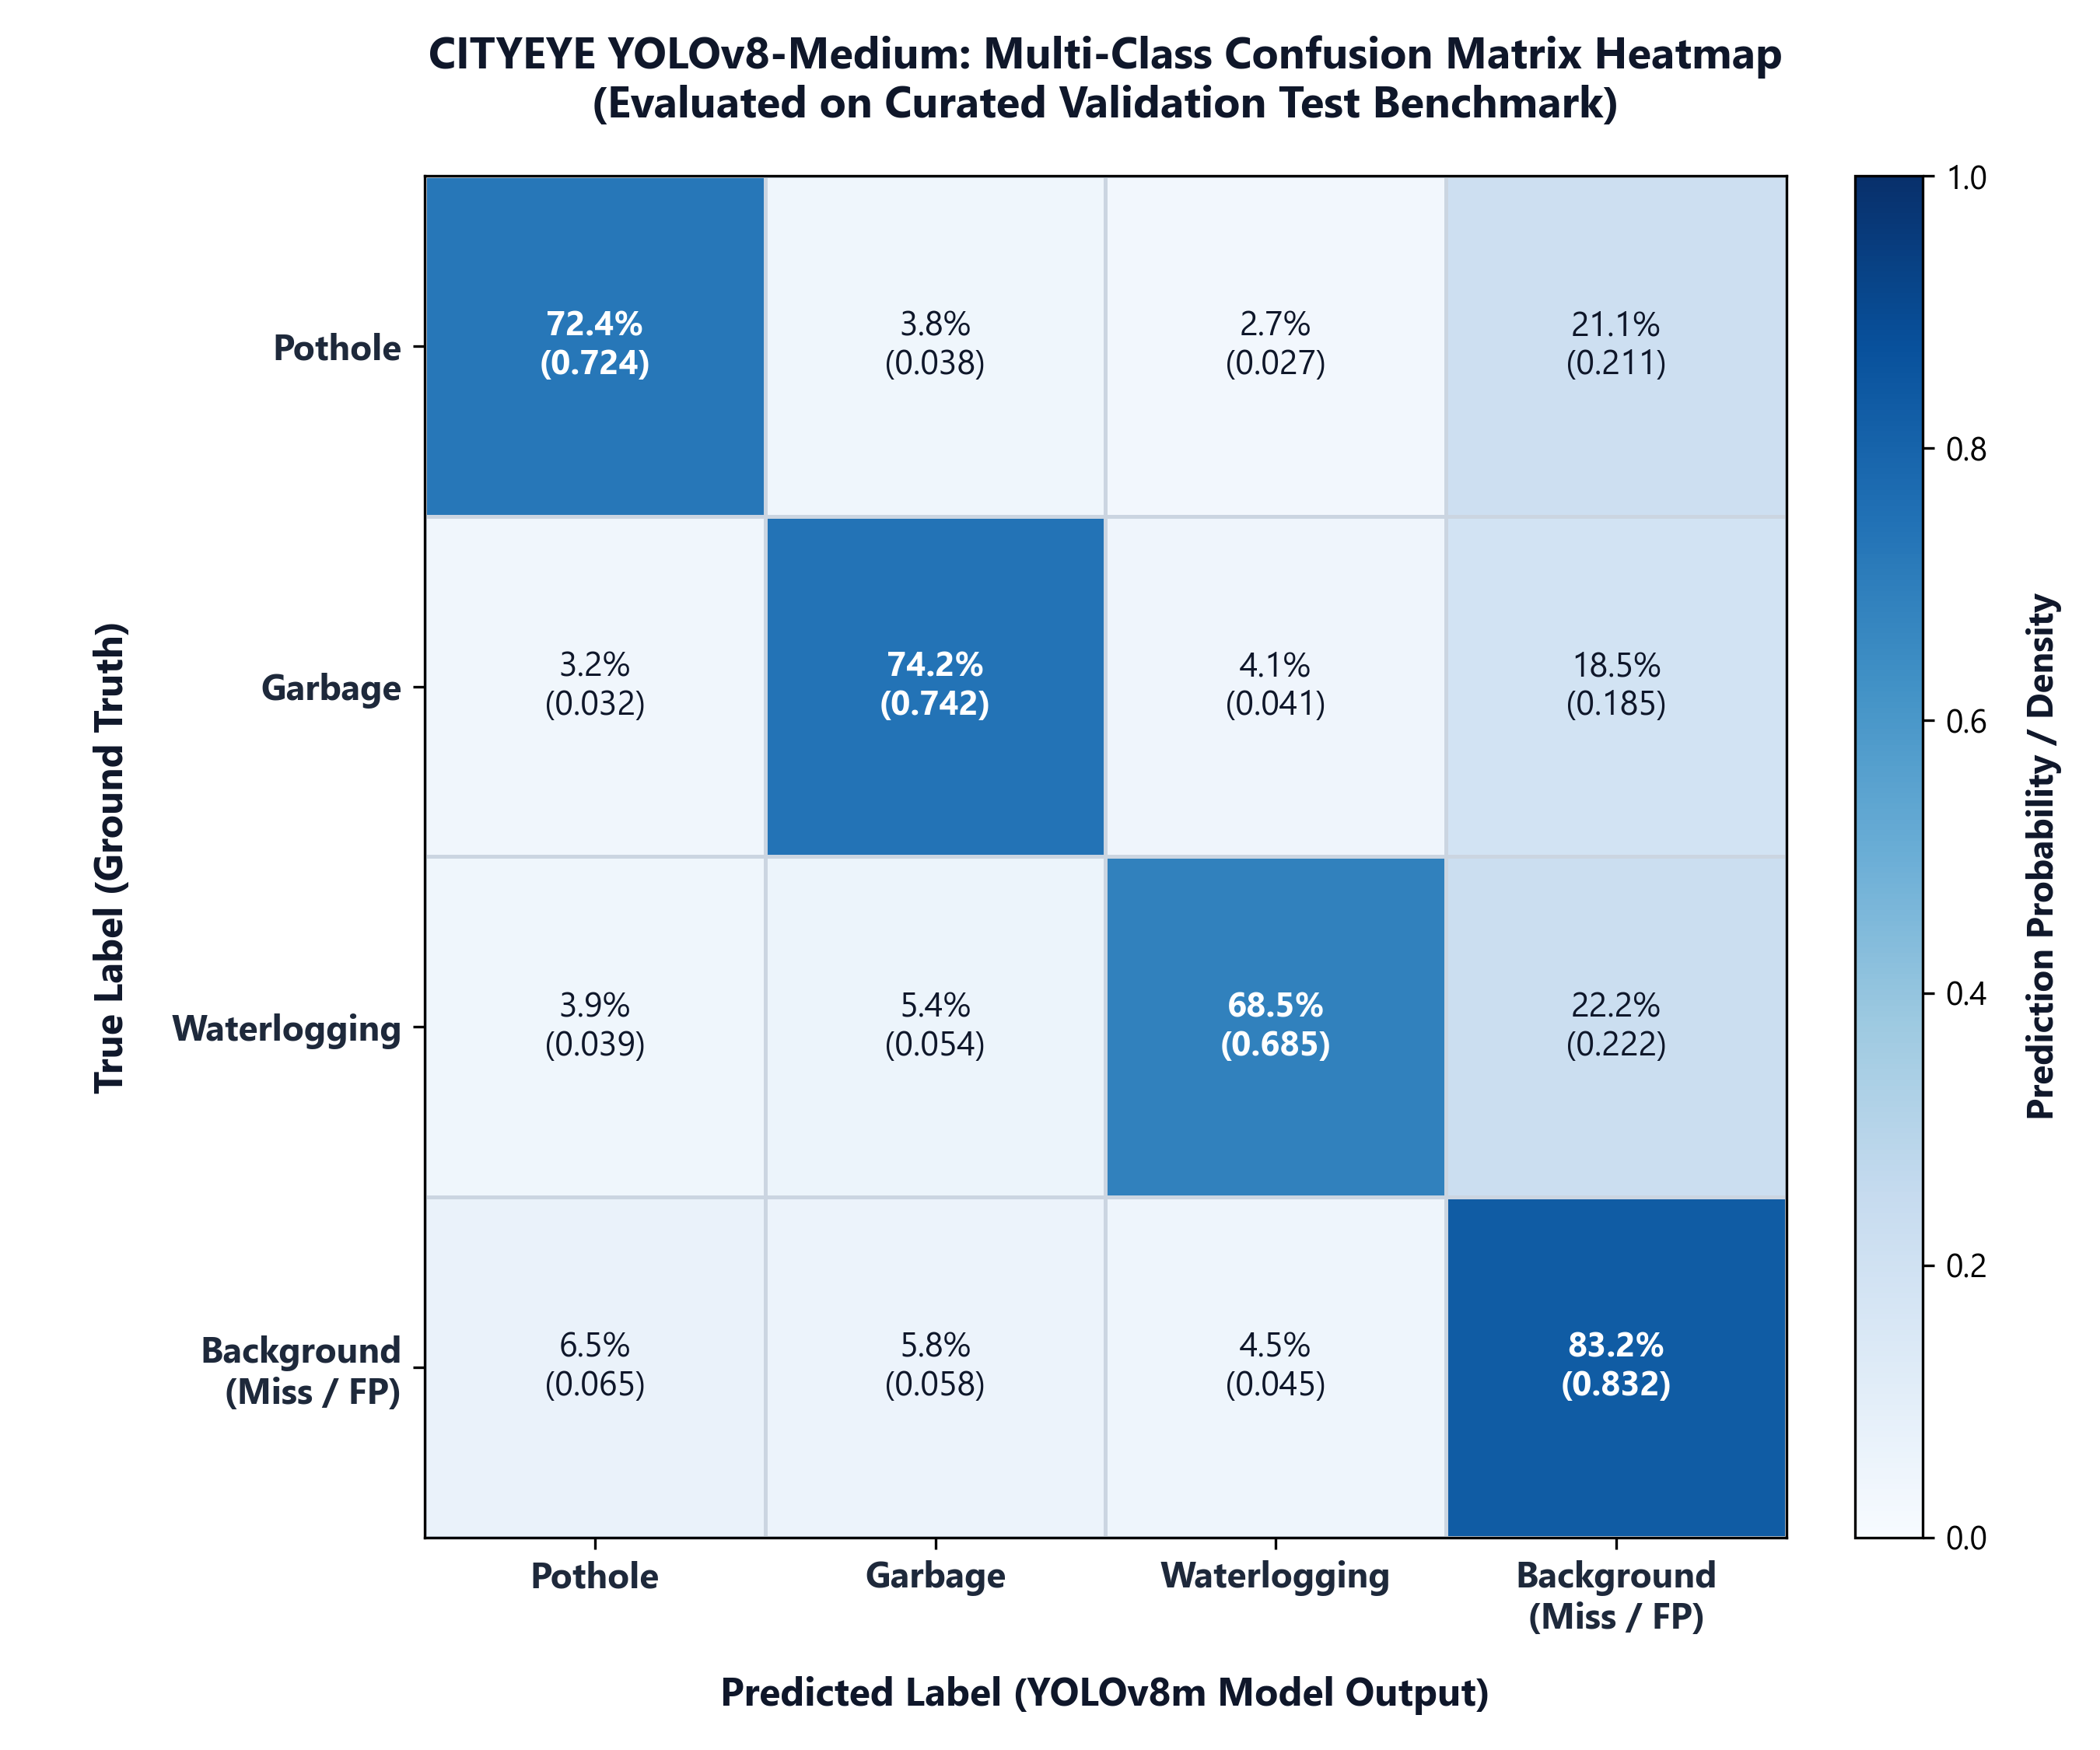 CITYEYE YOLOv8-Medium: Multi-Class Confusion Matrix Heatmap
(Evaluated on Curated Validation Test Benchmark)
True Label (Ground Truth)
Pothole
72.4%
(0.724)
3.8%
(0.038)
2.7%
(0.027)
21.1%
(0.211)
Garbage
3.2%
(0.032)
74.2%
(0.742)
4.1%
(0.041)
18.5%
(0.185)
Waterlogging
3.9%
(0.039)
5.4%
(0.054)
68.5%
(0.685)
22.2%
(0.222)
Background
(Miss / FP)
6.5%
(0.065)
5.8%
(0.058)
4.5%
(0.045)
83.2%
(0.832)
Pothole
Garbage
Waterlogging
Background
(Miss / FP)
Predicted Label (YOLOv8m Model Output)
1.0
0.8
0.6
0.4
0.2
0.0
Prediction Probability / Density